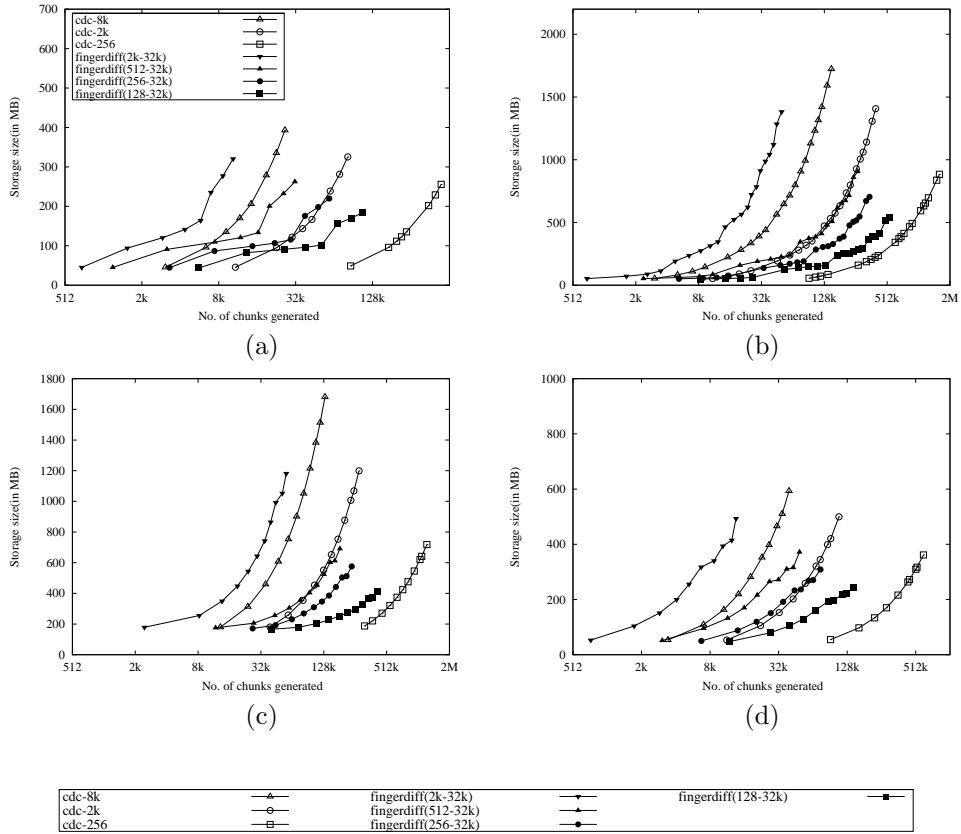 700
600
500
400
300
200
100
0
Storage size(in MB)
cdc-8k
cdc-2k
cdc-256
fingerdiff(2k-32k)
fingerdiff(512-32k)
fingerdiff(256-32k)
fingerdiff(128-32k)
512 2k 8k 32k 128k
No. of chunks generated
(a)
2000
1500
1000
500
0
Storage size(in MB)
512 2k 8k 32k 128k 512k 2M
No. of chunks generated
(b)
1800
1600
1400
1200
1000
800
600
400
200
0
Storage size(in MB)
512 2k 8k 32k 128k 512k 2M
No. of chunks generated
(c)
1000
800
600
400
200
0
Storage size(in MB)
512 2k 8k 32k 128k 512k
No. of chunks generated
(d)
cdc-8k fingerdiff(2k-32k) fingerdiff(128-32k)
cdc-2k fingerdiff(512-32k)
cdc-256 fingerdiff(256-32k)